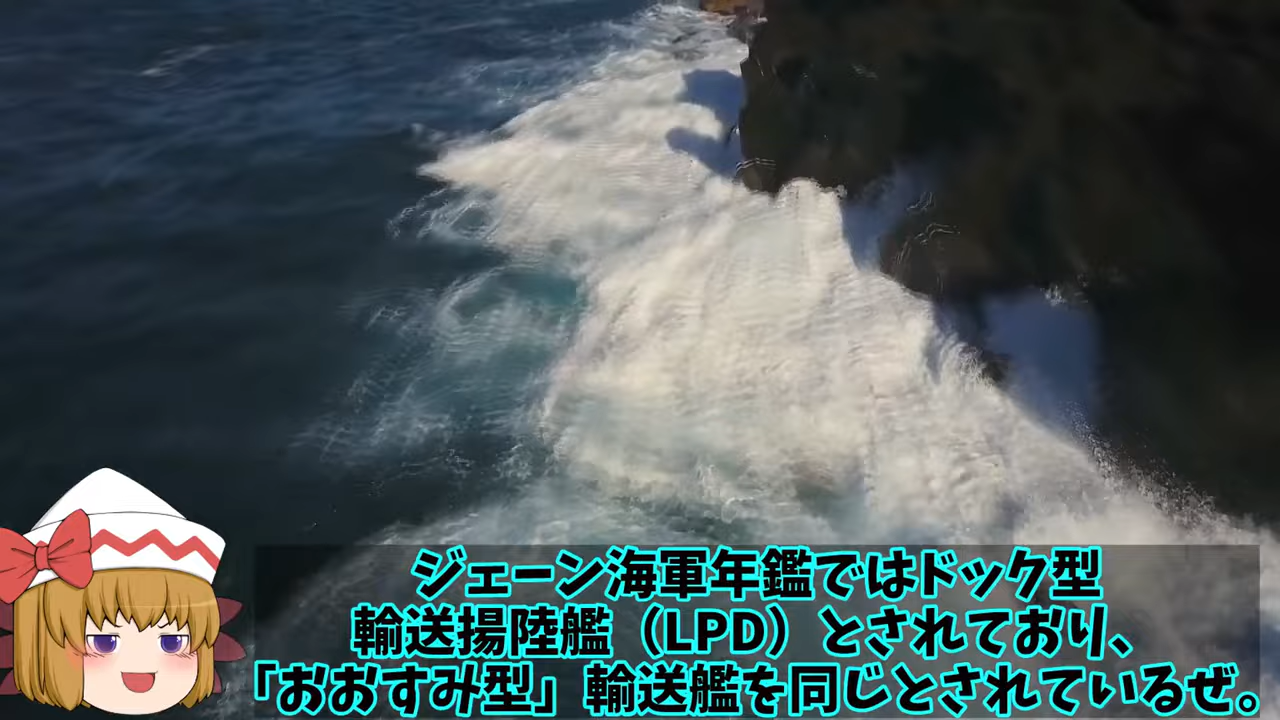 ジェーン海軍年鑑ではドック型
輸送揚陸艦（LPD）とされており、
「おおすみ型」輸送艦を同じとされているぜ。